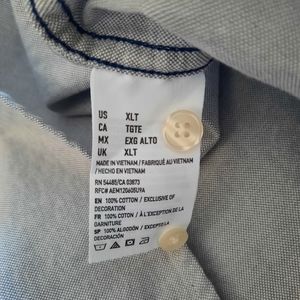 US XLT
CA TGTE
MX EXG ALTO
UK XLT
MADE IN VIETNAM / FABRIQUÉ AU VIETNAM
/ HECHO EN VIETNAM
RN 54485/CA 03873
RFC# AEM120605U9A
EN 100% COTTON / EXCLUSIVE OF
DECORATION
FR 100% COTON / À L'EXCEPTION DE LA
GARNITURE
SP 100% ALGODÓN / EXCEPTO
DECORACIÓN